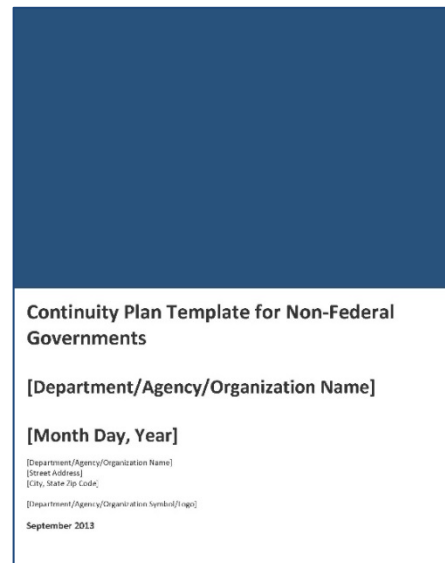 Continuity Plan Template for Non-Federal
Governments
[Department/Agency/Organization Name]
[Month Day, Year]
[Department/Agency/Organization Name]
[Street Address]
[City, State Zip Code]
[Department/Agency/Organization Symbol/Logo]
September 2013